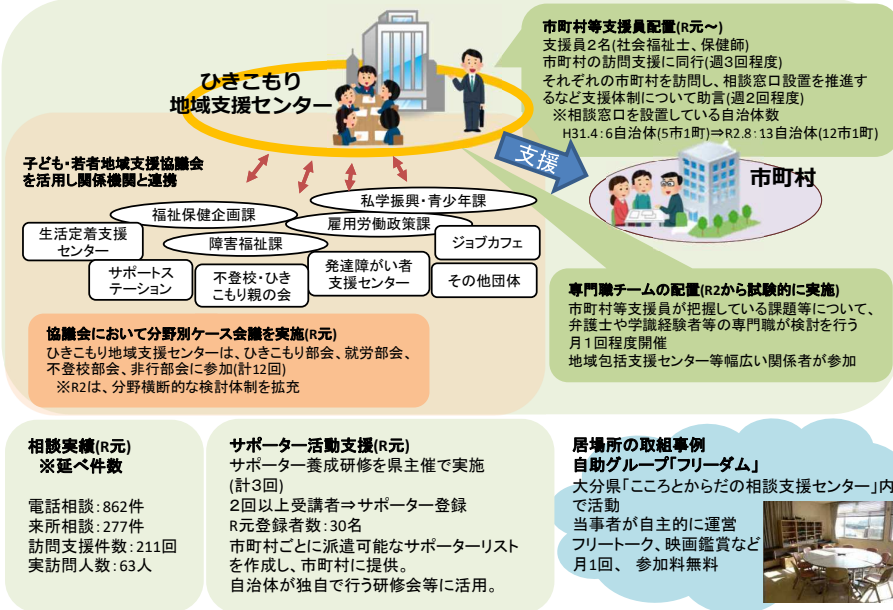 ひきこもり
地域支援センター
市町村等支援員配置(R元～)
支援員2名(社会福祉士、保健師)
市町村の訪問支援に同行(週3回程度)
それぞれの市町村を訪問し、相談窓口設置を推進す
るなど支援体制について助言(週2回程度)
※相談窓口を設置している自治体数
H31.4:6自治体(5市1町)⇒R2.8:13自治体(12市1町)
支援
市町村
子ども・若者地域支援協議会
を活用し関係機関と連携
私学振興・青少年課
福祉保健企画課
雇用労働政策課
生活定着支援
センター
障害福祉課
ジョブカフェ
サポートス
テーション
不登校・ひき
こもり親の会
発達障がい者
支援センター
その他団体
専門職チームの配置(R2から試験的に実施)
市町村等支援員が把握している課題等について、
弁護士や学識経験者等の専門職が検討を行う
月1回程度開催
地域包括支援センター等幅広い関係者が参加
協議会において分野別ケース会議を実施(R元)
ひきこもり地域支援センターは、ひきこもり部会、就労部会、
不登校部会、非行部会に参加(計12回)
※R2は、分野横断的な検討体制を拡充
相談実績(R元)
※延べ件数
電話相談:862件
来所相談:277件
訪問支援件数:211回
実訪問人数:63人
サポーター活動支援(R元)
サポーター養成研修を県主催で実施
(計3回)
2回以上受講者⇒サポーター登録
R元登録者数:30名
市町村ごとに派遣可能なサポーターリスト
を作成し、市町村に提供。
自治体が独自で行う研修会等に活用。
居場所の取組事例
自助グループ「フリーダム」
大分県「こころとからだの相談支援センター」内
で活動
当事者が自主的に運営
フリートーク、映画鑑賞など
月1回、 参加料無料